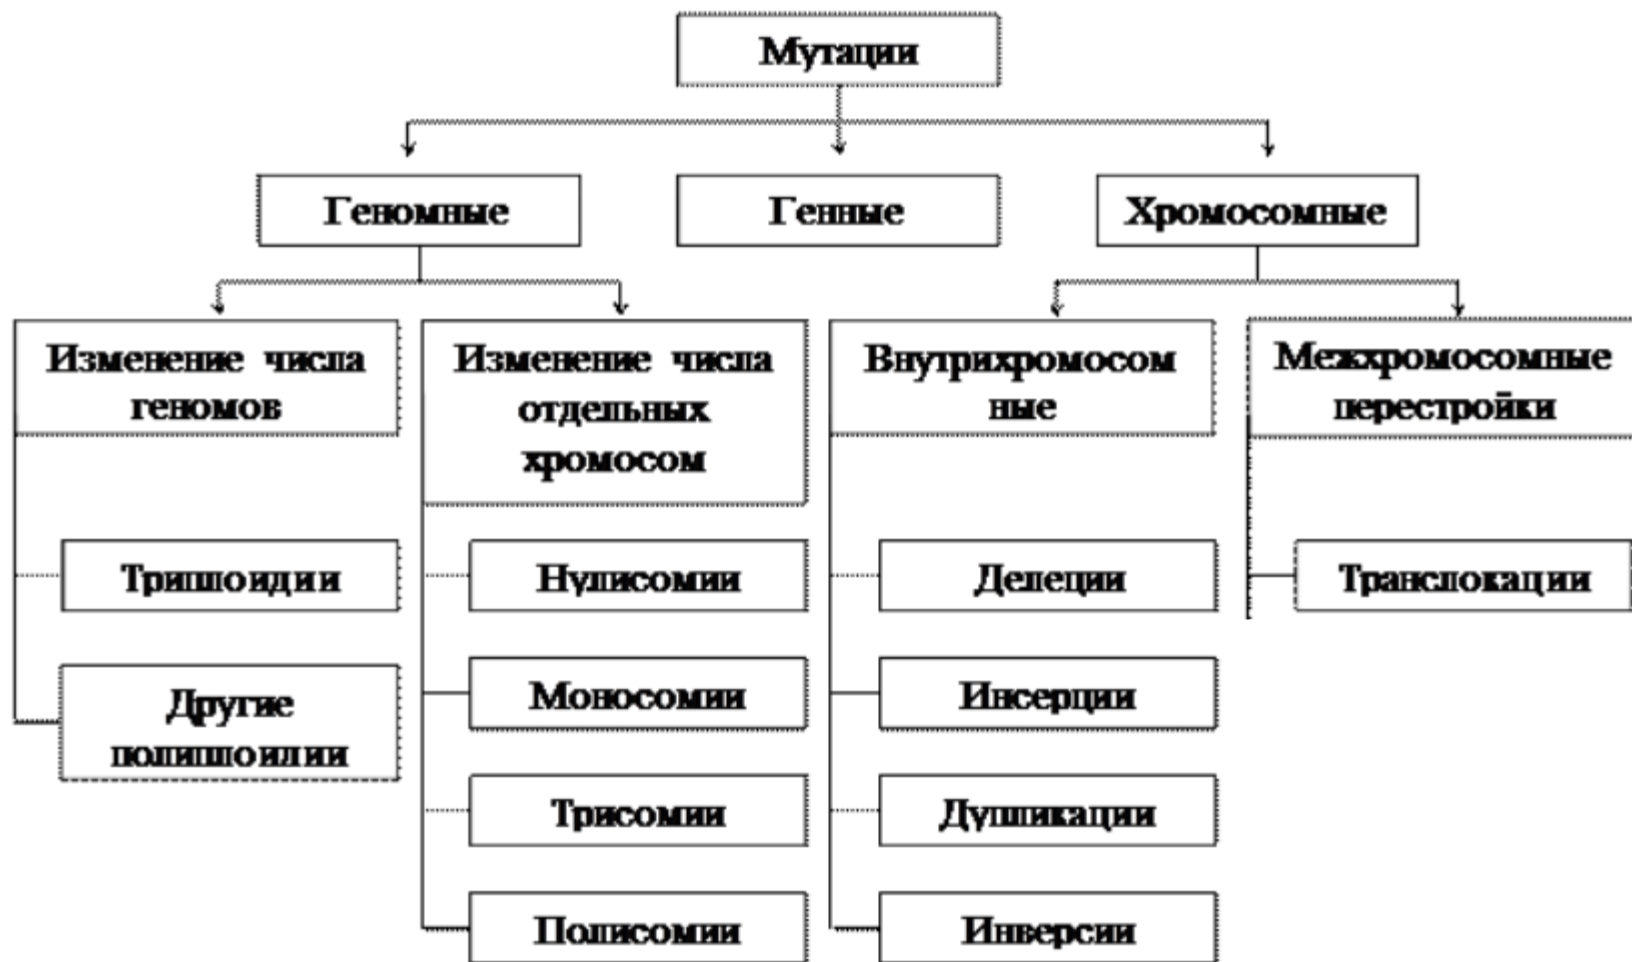 Мутации
Геномные
Генные
Хромосомные
Изменение числа
геномов
Изменение числа
отдельных
хромосом
Внутрихромосом
ные
Межхромосомные
перестройки
Триплоидии
Другие
полиплоидии
Нулисомии
Моносомии
Трисомии
Полисомии
Делеции
Инсерции
Дупликации
Инверсии
Транслокации